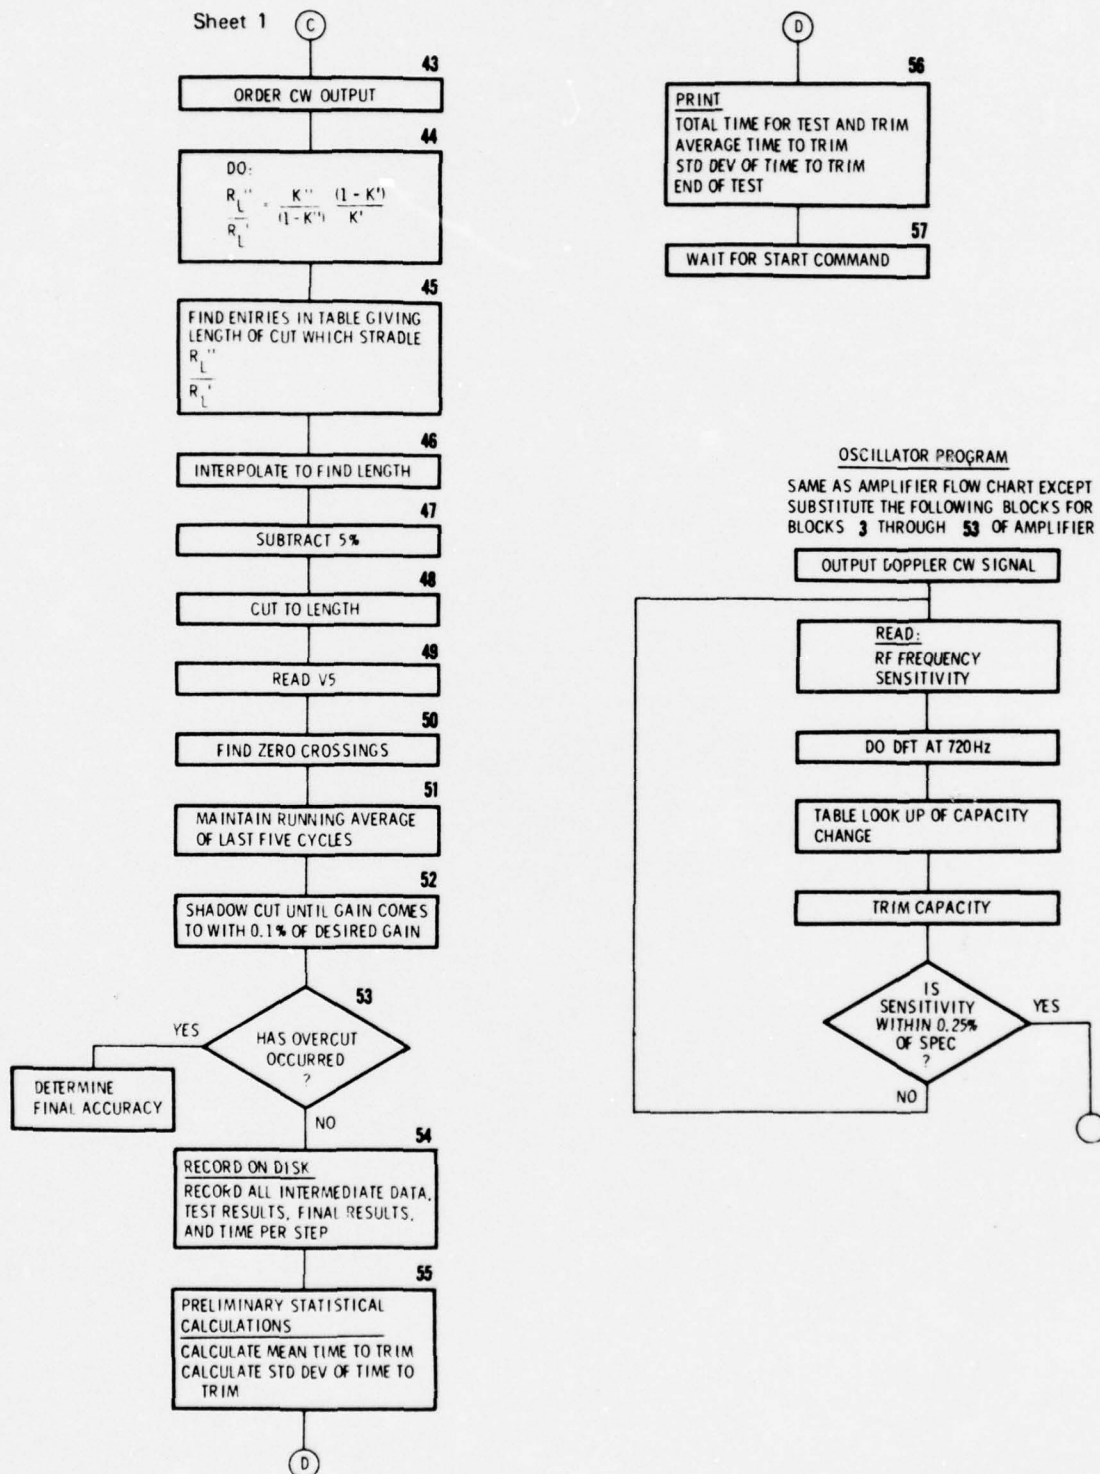 Sheet 1
C
43
ORDER CW OUTPUT
44
DO:
R_L'' / R_L' = K'' / (1 - K'') (1 - K') / K'
45
FIND ENTRIES IN TABLE GIVING
LENGTH OF CUT WHICH STRADLE
R_L''
R_L'
46
INTERPOLATE TO FIND LENGTH
47
SUBTRACT 5%
48
CUT TO LENGTH
49
READ V5
50
FIND ZERO CROSSINGS
51
MAINTAIN RUNNING AVERAGE
OF LAST FIVE CYCLES
52
SHADOW CUT UNTIL GAIN COMES
TO WITH 0.1% OF DESIRED GAIN
53
HAS OVERCUT
OCCURRED
?
YES
DETERMINE
FINAL ACCURACY
NO
54
RECORD ON DISK
RECORD ALL INTERMEDIATE DATA,
TEST RESULTS, FINAL RESULTS,
AND TIME PER STEP
55
PRELIMINARY STATISTICAL
CALCULATIONS
CALCULATE MEAN TIME TO TRIM
CALCULATE STD DEV OF TIME TO
TRIM
D
D
56
PRINT
TOTAL TIME FOR TEST AND TRIM
AVERAGE TIME TO TRIM
STD DEV OF TIME TO TRIM
END OF TEST
57
WAIT FOR START COMMAND
OSCILLATOR PROGRAM
SAME AS AMPLIFIER FLOW CHART EXCEPT
SUBSTITUTE THE FOLLOWING BLOCKS FOR
BLOCKS 3 THROUGH 53 OF AMPLIFIER
OUTPUT DOPPLER CW SIGNAL
READ:
RF FREQUENCY
SENSITIVITY
DO DFT AT 720Hz
TABLE LOOK UP OF CAPACITY
CHANGE
TRIM CAPACITY
IS
SENSITIVITY
WITHIN 0.25%
OF SPEC
?
YES
NO